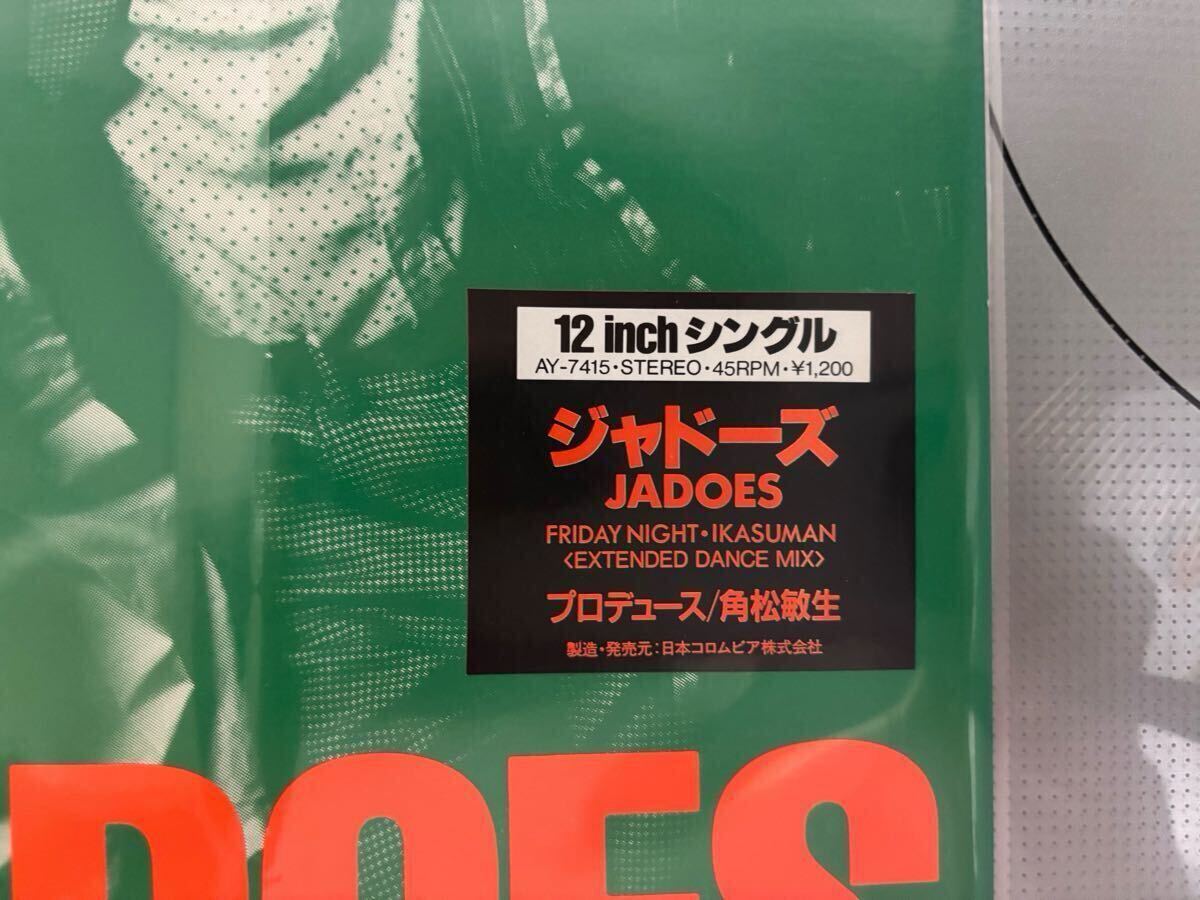 12 inch シングル
AY-7415・STEREO・45RPM・¥1,200
ジャドーズ
JADOES
FRIDAY NIGHT・IKASUMAN
〈EXTENDED DANCE MIX〉
プロデュース/角松敏生
製造・発売元:日本コロムビア株式会社
DOES